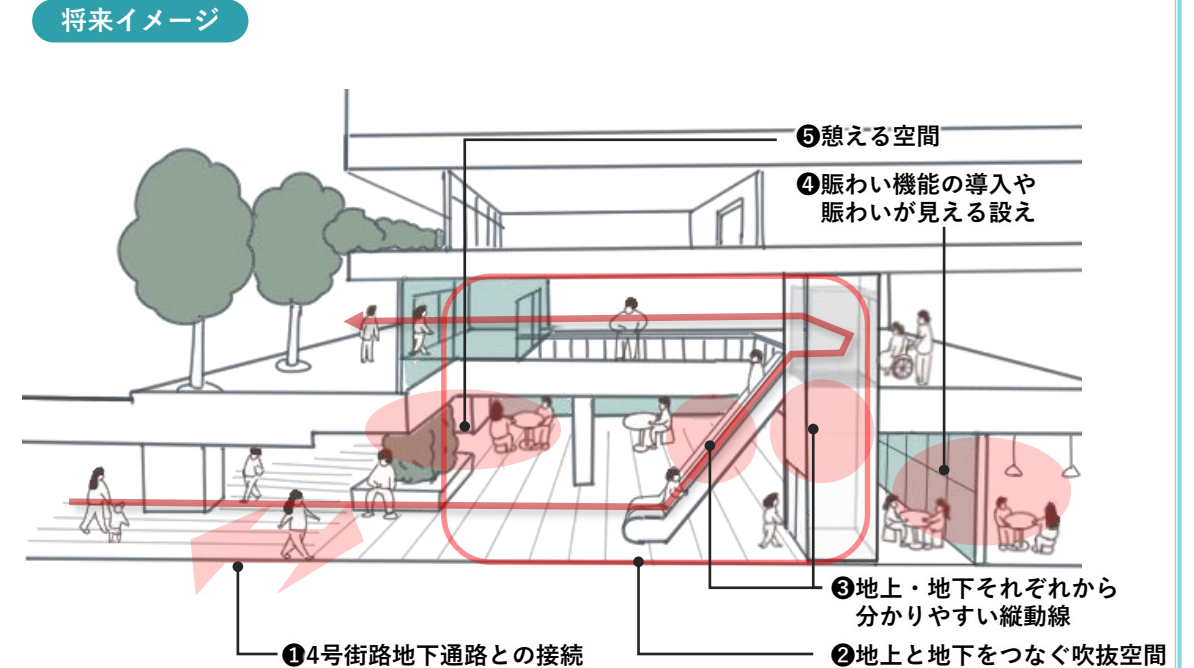 将来イメージ
❺憩える空間
❹賑わい機能の導入や
賑わいが見える設え
❸地上・地下それぞれから
分かりやすい縦動線
❶4号街路地下通路との接続
❷地上と地下をつなぐ吹抜空間